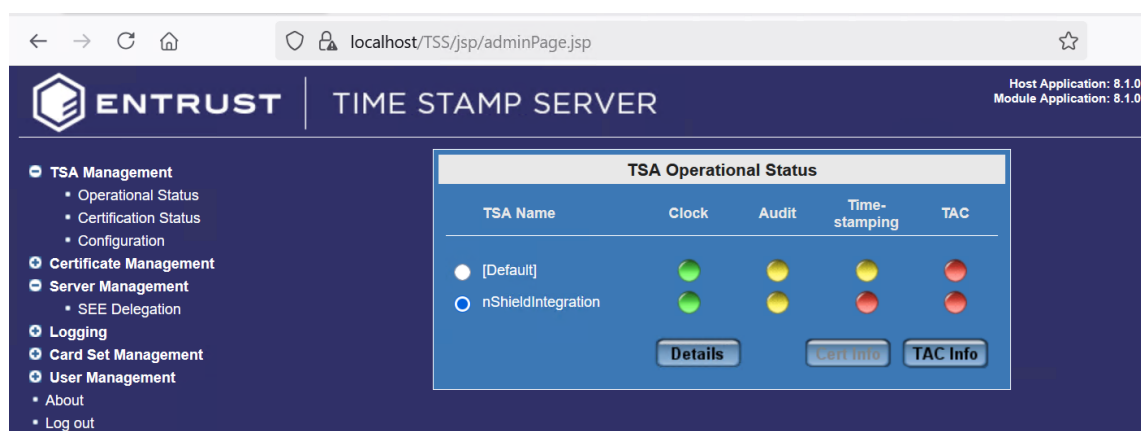 localhost/TSS/jsp/adminPage.jsp
ENTRUST TIME STAMP SERVER
Host Application: 8.1.0
Module Application: 8.1.0
TSA Management
Operational Status
Certification Status
Configuration
Certificate Management
Server Management
SEE Delegation
Logging
Card Set Management
User Management
About
Log out
TSA Operational Status
TSA Name Clock Audit Time-stamping TAC
[Default]
nShieldIntegration
Details Cert Info TAC Info